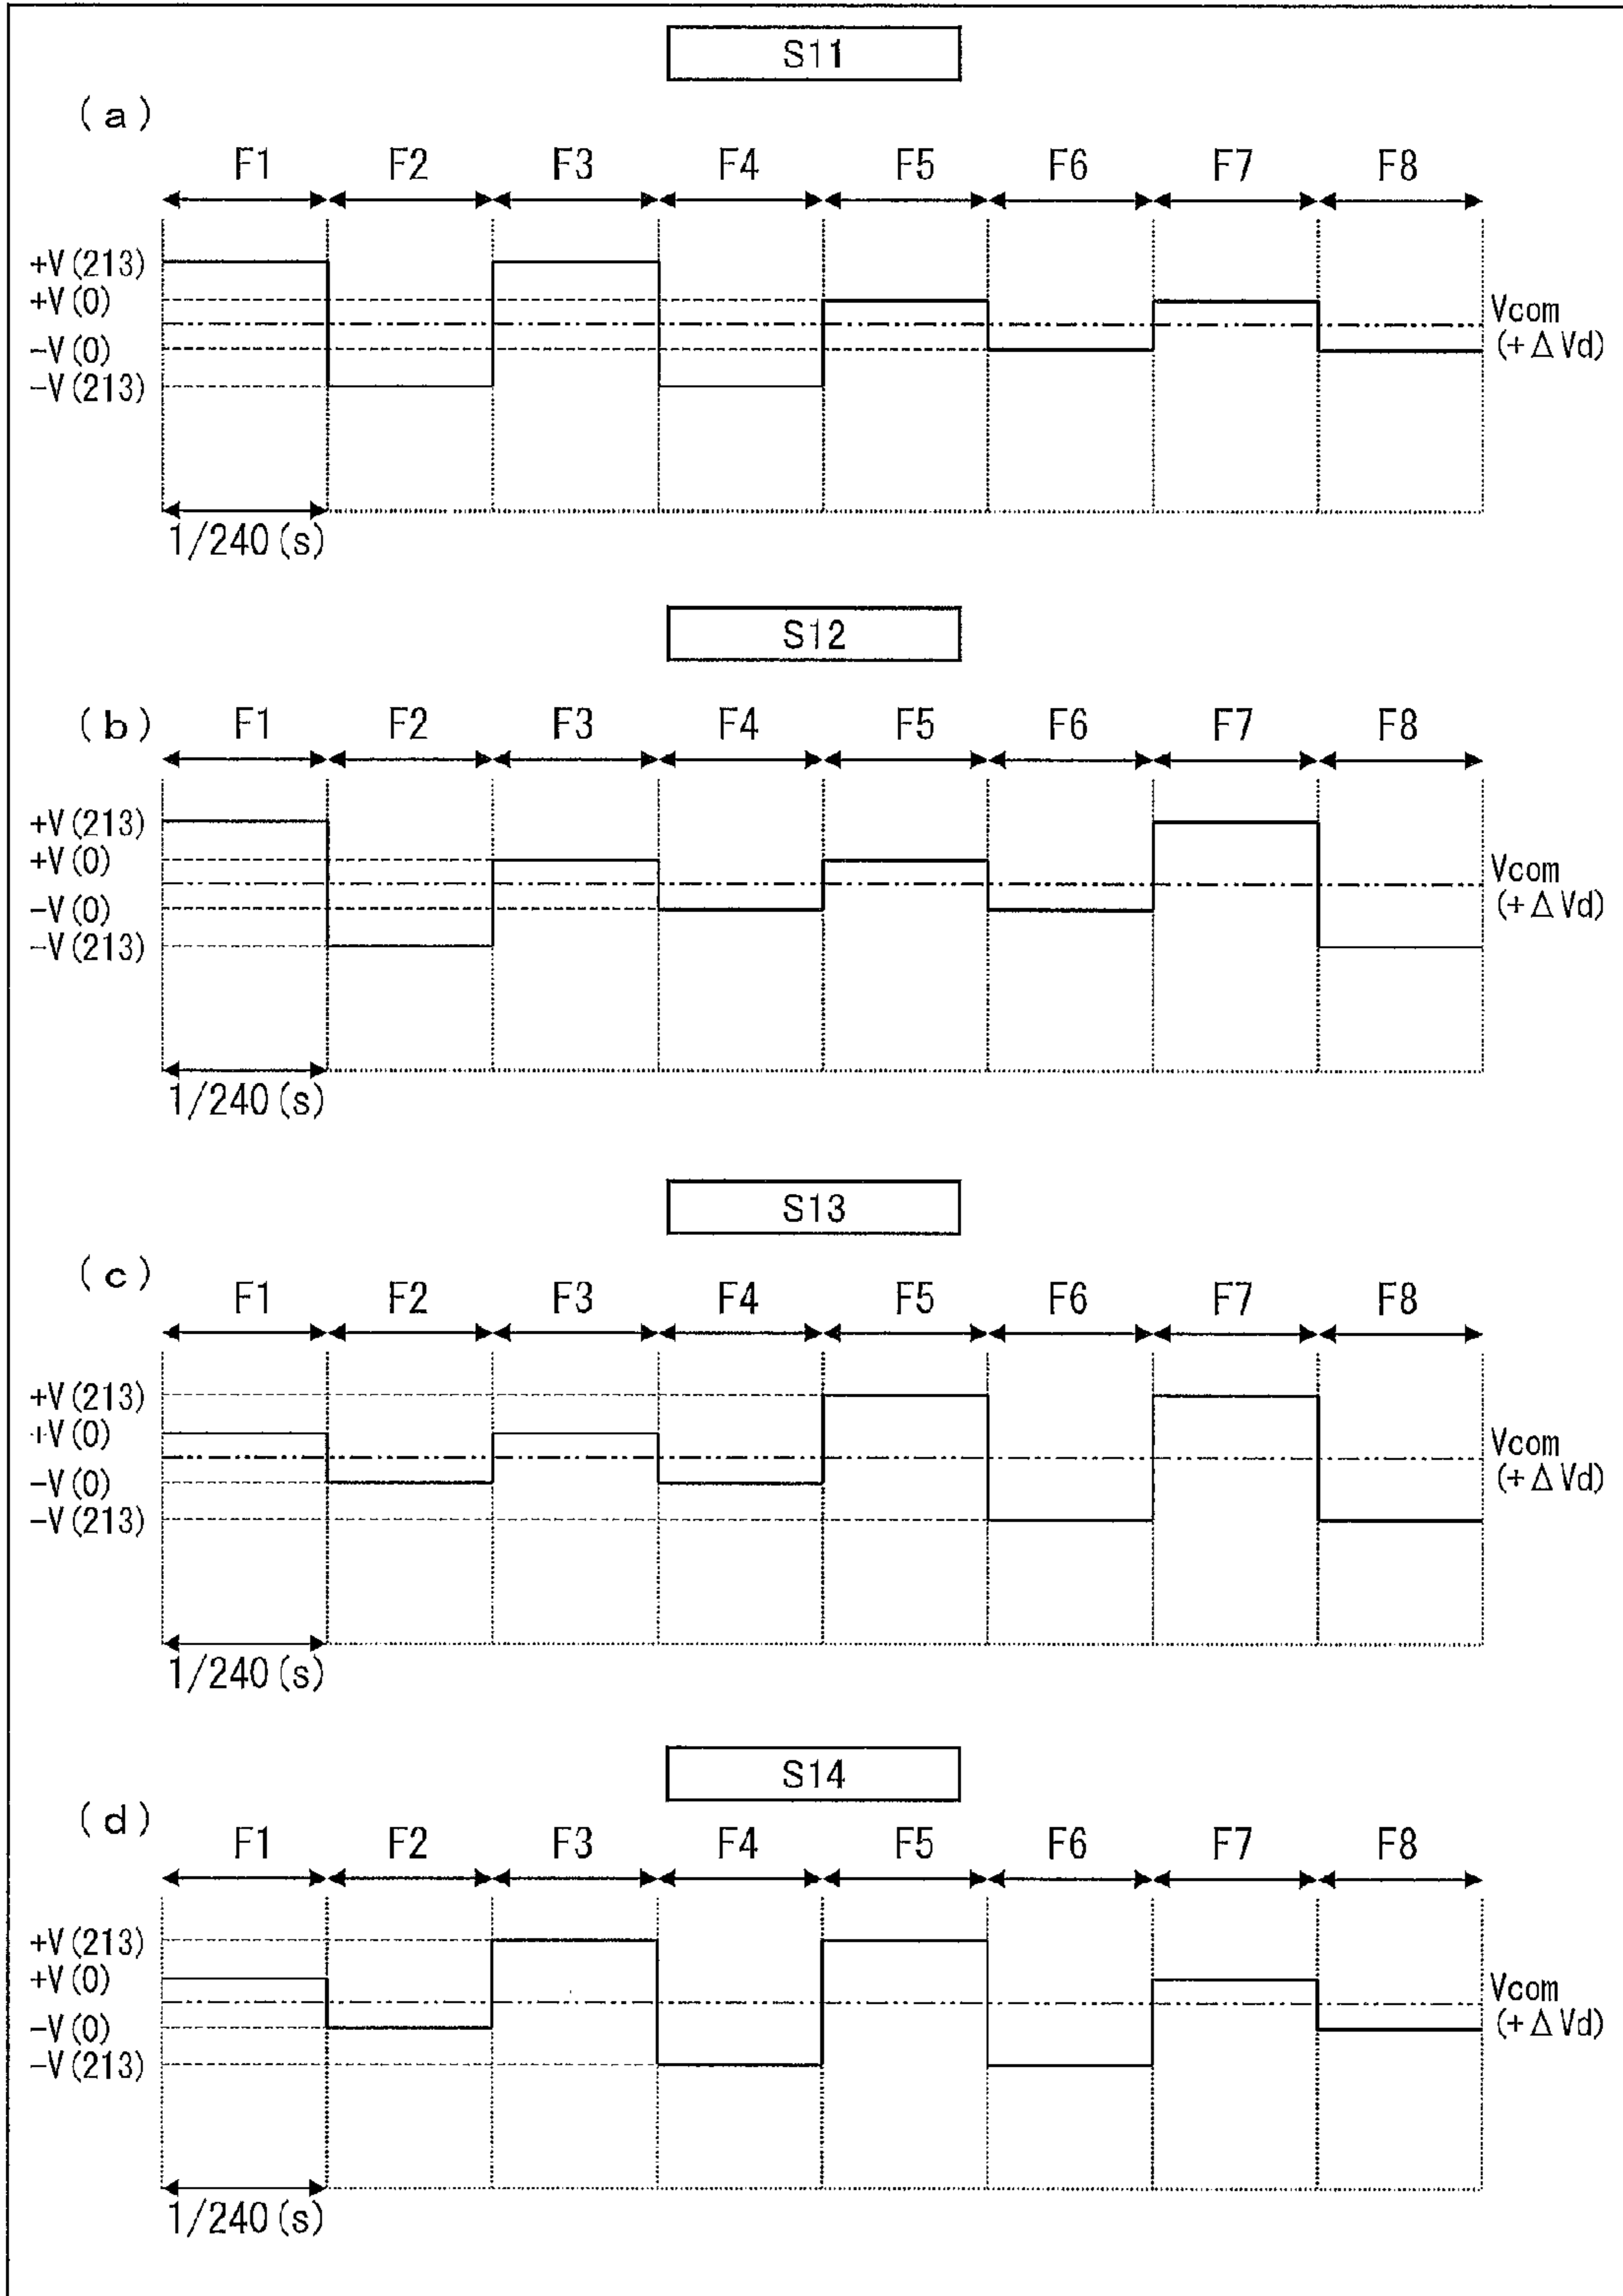 S11
(a)
F1 F2 F3 F4 F5 F6 F7 F8
+V(213)
+V(0)
−V(0)
−V(213)
Vcom
(+ΔVd)
1/240(s)
S12
(b)
F1 F2 F3 F4 F5 F6 F7 F8
+V(213)
+V(0)
−V(0)
−V(213)
Vcom
(+ΔVd)
1/240(s)
S13
(c)
F1 F2 F3 F4 F5 F6 F7 F8
+V(213)
+V(0)
−V(0)
−V(213)
Vcom
(+ΔVd)
1/240(s)
S14
(d)
F1 F2 F3 F4 F5 F6 F7 F8
+V(213)
+V(0)
−V(0)
−V(213)
Vcom
(+ΔVd)
1/240(s)